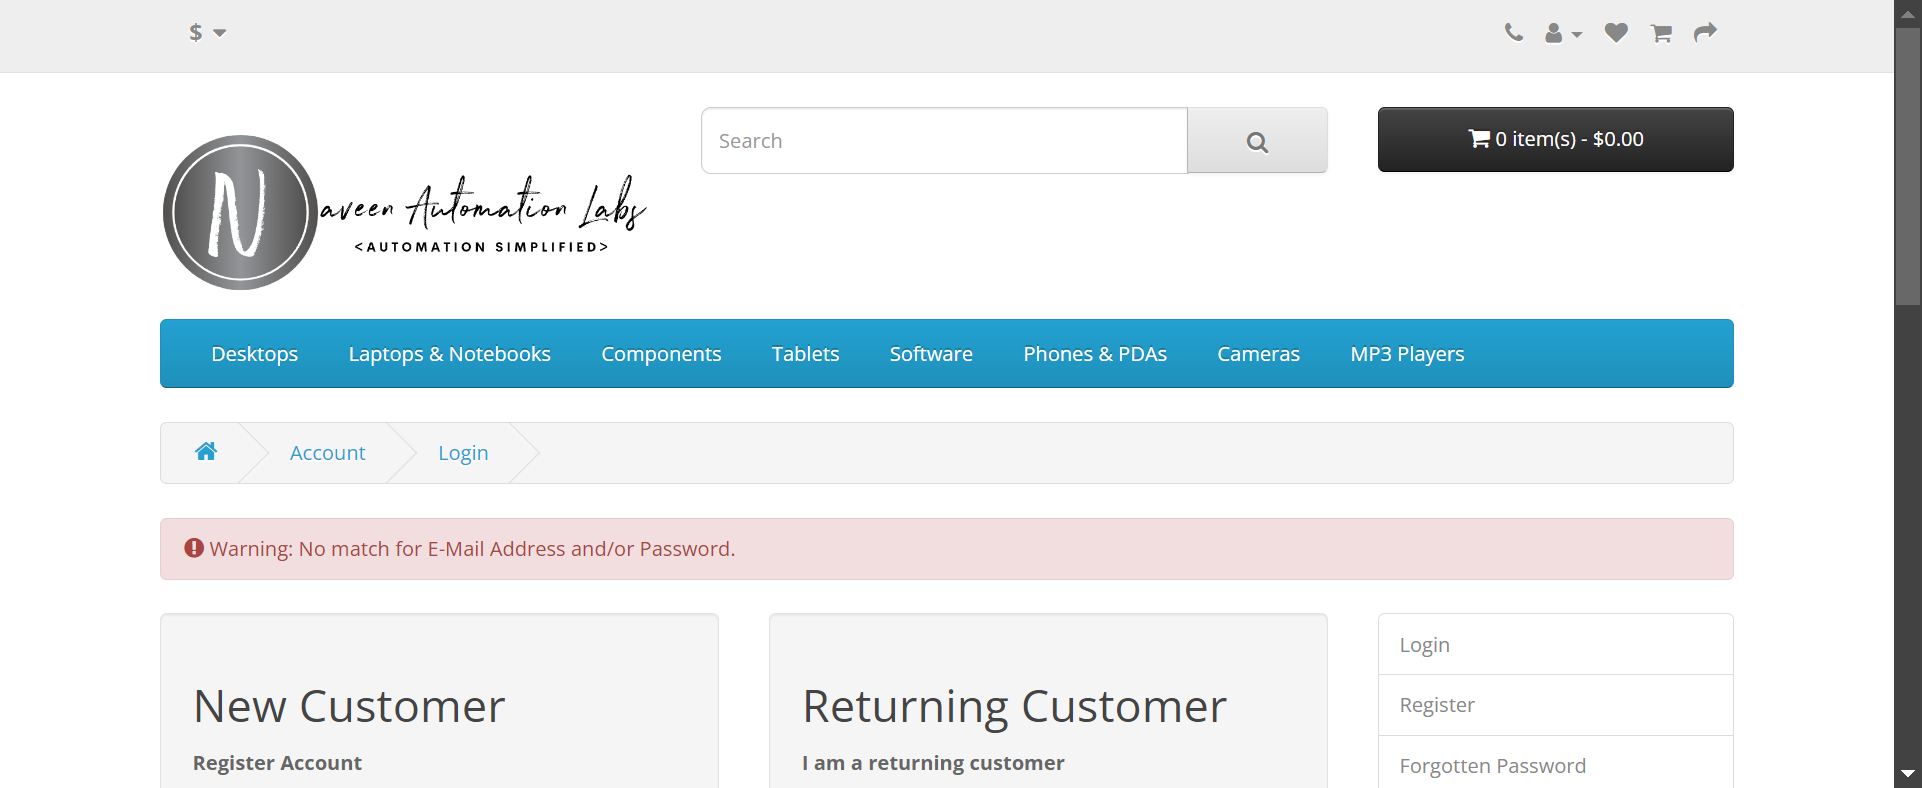 $
Search
0 item(s) - $0.00
N
aveen Automation Labs
<AUTOMATION SIMPLIFIED>
Desktops Laptops & Notebooks Components Tablets Software Phones & PDAs Cameras MP3 Players
Account Login
Warning: No match for E-Mail Address and/or Password.
New Customer
Register Account
Returning Customer
I am a returning customer
Login
Register
Forgotten Password